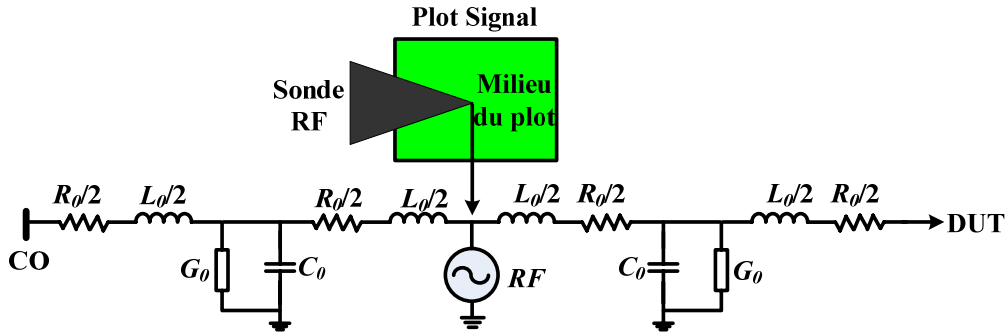 Plot Signal
Sonde
RF
Milieu
du plot
R₀/2
L₀/2
R₀/2
L₀/2
L₀/2
R₀/2
L₀/2
R₀/2
CO
DUT
G₀
C₀
RF
C₀
G₀